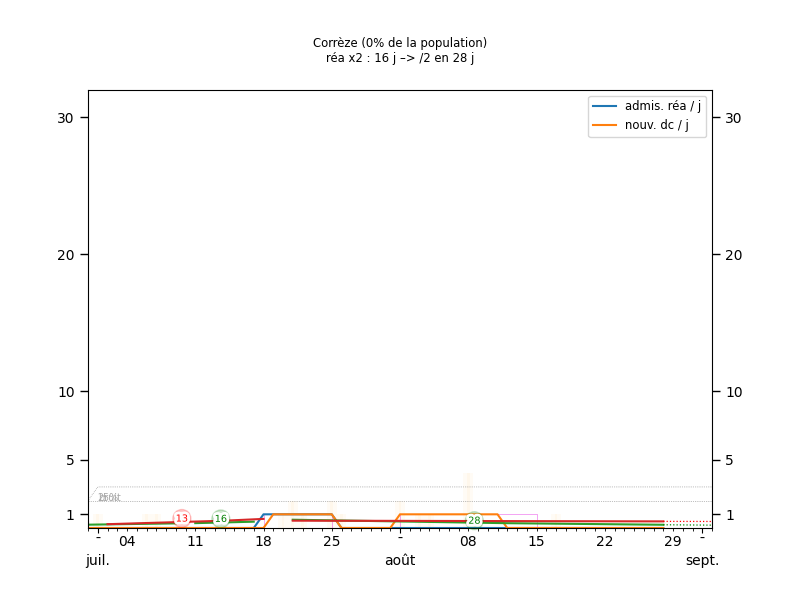 Corrèze (0% de la population)
réa x2 : 16 j –> /2 en 28 j
admis. réa / j
nouv. dc / j
30 30
20 20
10 10
5 5
1 1
13 16 28
- 04 11 18 25 - 08 15 22 29 -
juil. août sept.